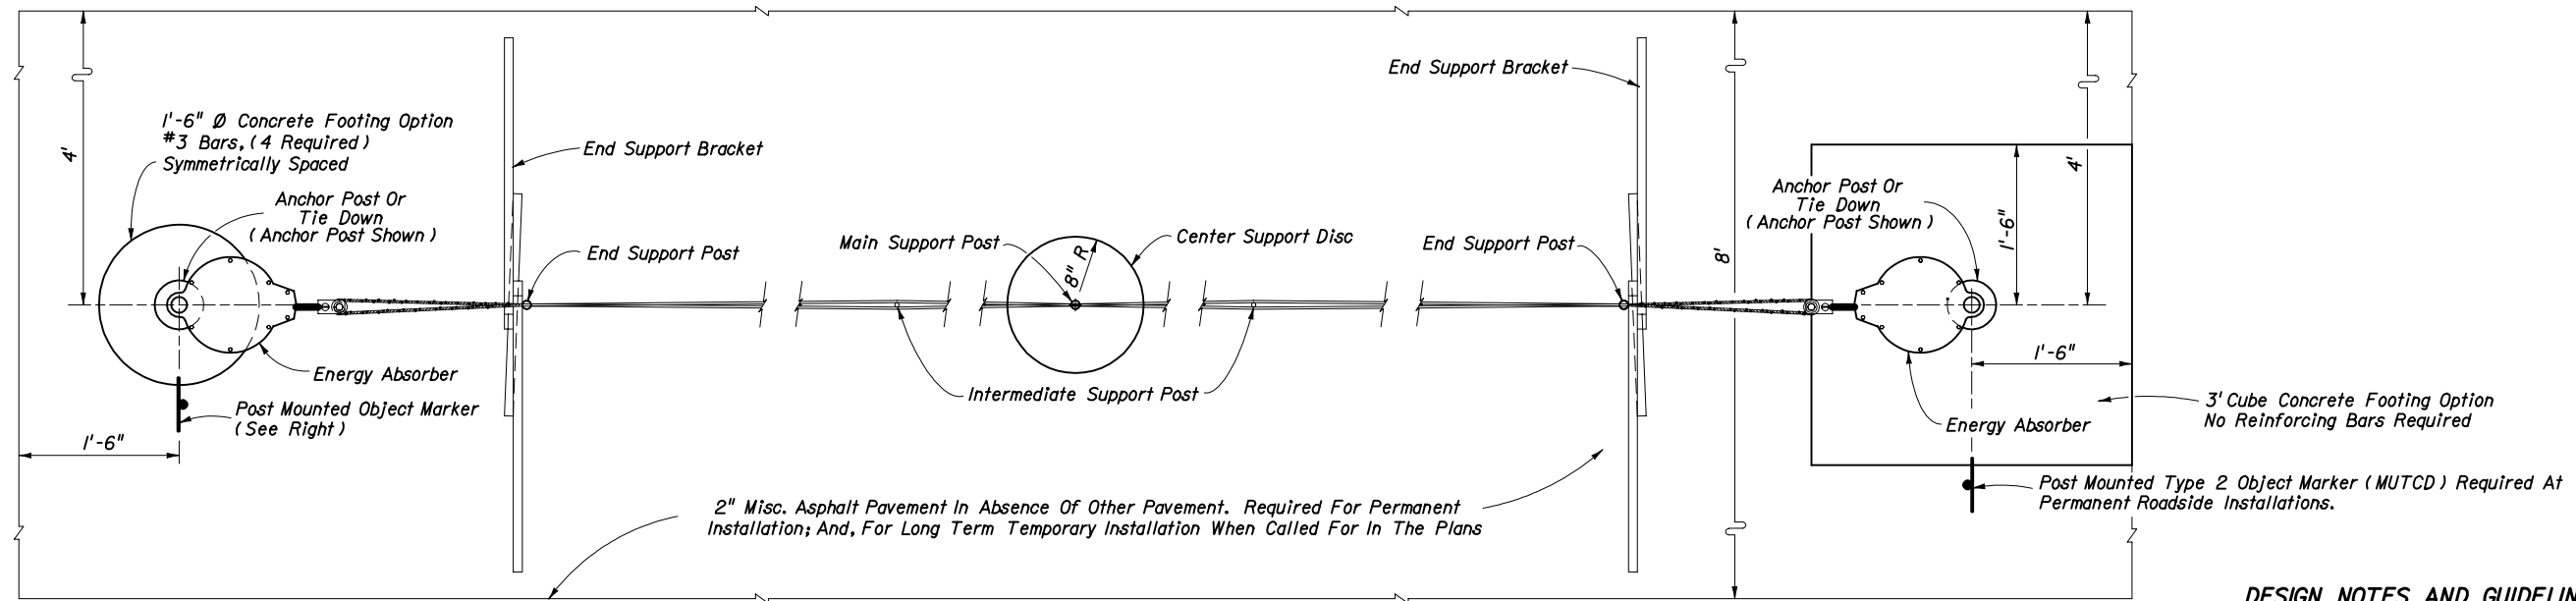 4'
1'-6" Ø Concrete Footing Option
#3 Bars, (4 Required)
Symmetrically Spaced
Anchor Post Or
Tie Down
(Anchor Post Shown)
End Support Bracket
End Support Post
Energy Absorber
Post Mounted Object Marker
(See Right)
1'-6"
Main Support Post
8" R
Center Support Disc
Intermediate Support Post
End Support Bracket
End Support Post
8'
Anchor Post Or
Tie Down
(Anchor Post Shown)
1'-6"
4'
1'-6"
Energy Absorber
3' Cube Concrete Footing Option
No Reinforcing Bars Required
Post Mounted Type 2 Object Marker (MUTCD) Required At
Permanent Roadside Installations.
2" Misc. Asphalt Pavement In Absence Of Other Pavement. Required For Permanent
Installation; And, For Long Term Temporary Installation When Called For In The Plans
DESIGN NOTES AND